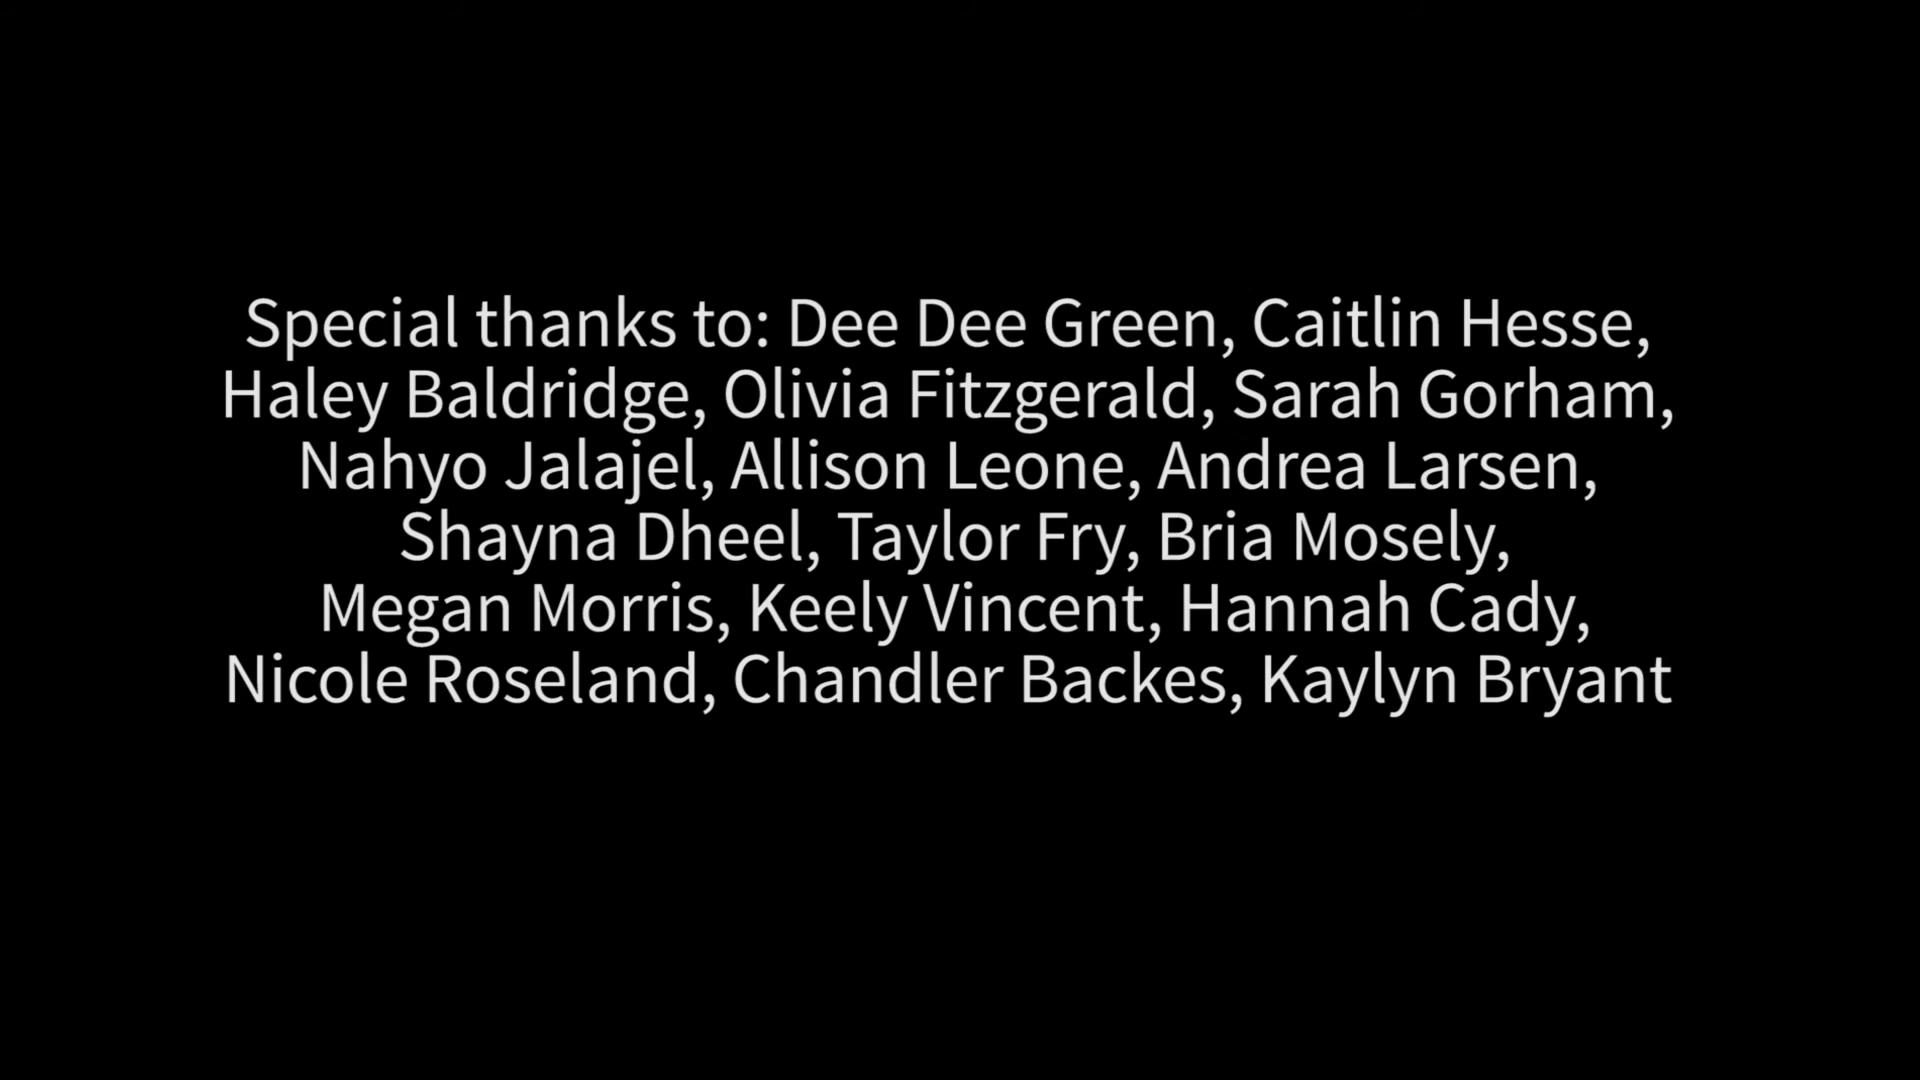 Special thanks to: Dee Dee Green, Caitlin Hesse,
Haley Baldridge, Olivia Fitzgerald, Sarah Gorham,
Nahyo Jalajel, Allison Leone, Andrea Larsen,
Shayna Dheel, Taylor Fry, Bria Mosely,
Megan Morris, Keely Vincent, Hannah Cady,
Nicole Roseland, Chandler Backes, Kaylyn Bryant